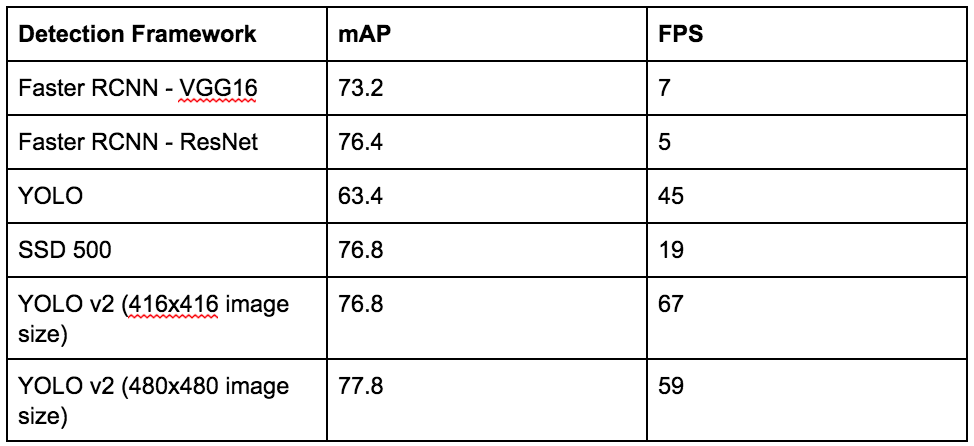 Detection Framework mAP FPS
Faster RCNN - VGG16 73.2 7
Faster RCNN - ResNet 76.4 5
YOLO 63.4 45
SSD 500 76.8 19
YOLO v2 (416x416 image 76.8 67
size)
YOLO v2 (480x480 image 77.8 59
size)